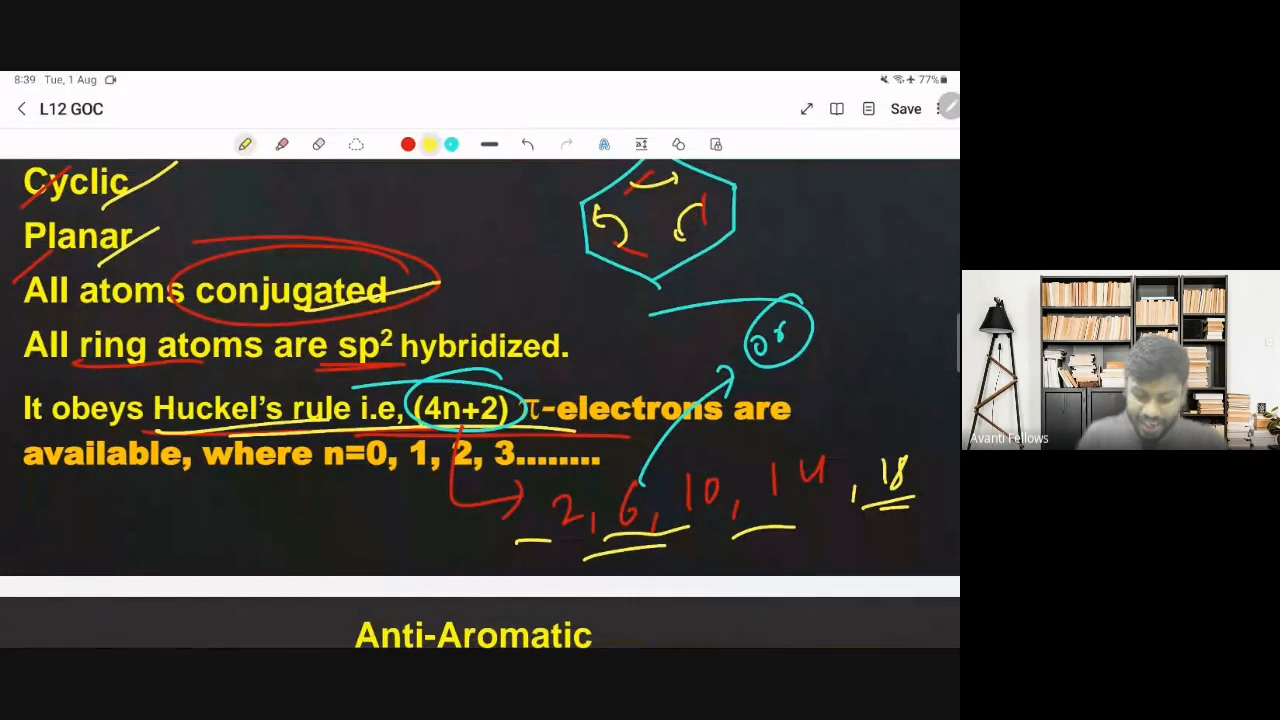 8:39 Tue, 1 Aug
77%
L12 GOC
Save
Cyclic
Planar
All atoms conjugated
All ring atoms are sp² hybridized.
It obeys Huckel's rule i.e, (4n+2) π-electrons are
available, where n=0, 1, 2, 3........
2, 6, 10, 14, 18
Anti-Aromatic
Avanti Fellows